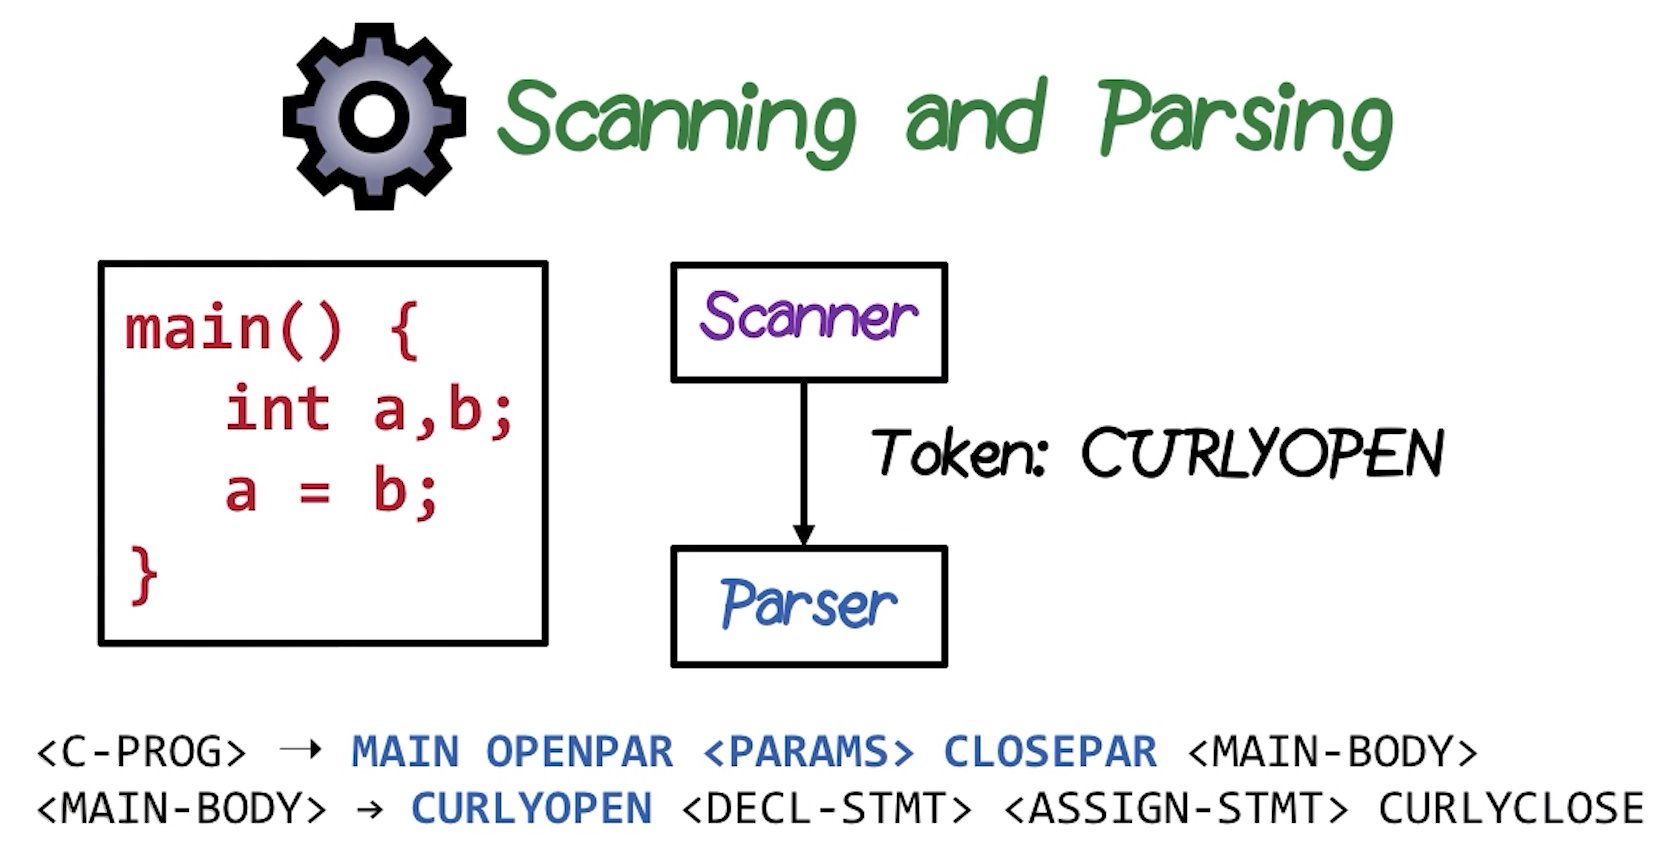 Scanning and Parsing
main() {
int a,b;
a = b;
}
Scanner
Token: CURLYOPEN
Parser
<C-PROG> → MAIN OPENPAR <PARAMS> CLOSEPAR <MAIN-BODY>
<MAIN-BODY> → CURLYOPEN <DECL-STMT> <ASSIGN-STMT> CURLYCLOSE